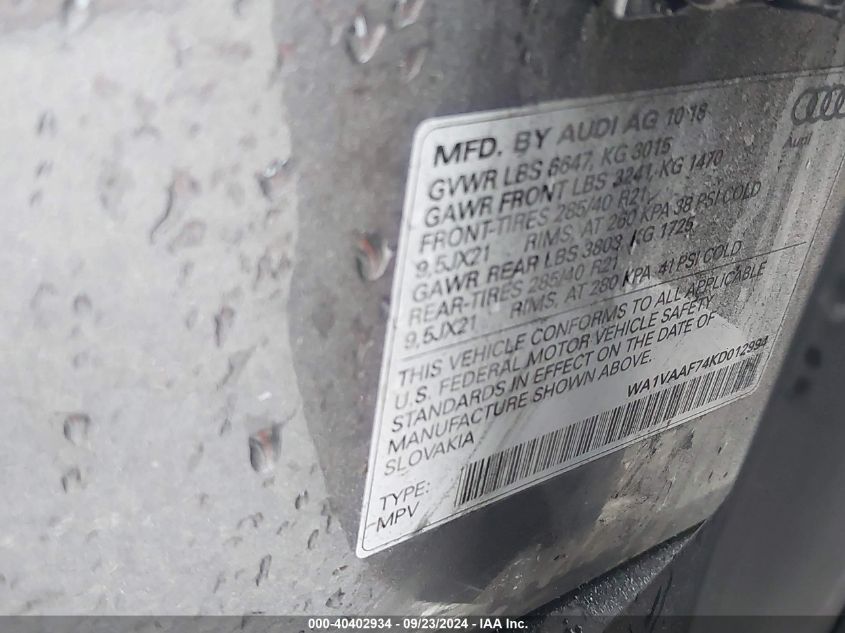 MFD. BY AUDI AG 10 18
GVWR LBS 6647, KG 3015
GAWR FRONT LBS 3241, KG 1470
FRONT-TIRES 285/40 R21
9,5JX21 RIMS, AT 260 KPA 38 PSI COLD
GAWR REAR LBS 3803, KG 1725
REAR-TIRES 285/40 R21
9,5JX21 RIMS, AT 280 KPA 41 PSI COLD
Audi
THIS VEHICLE CONFORMS TO ALL APPLICABLE
U.S. FEDERAL MOTOR VEHICLE SAFETY
STANDARDS IN EFFECT ON THE DATE OF
MANUFACTURE SHOWN ABOVE.
SLOVAKIA
WA1VAAF74KD012994
TYPE:
MPV
000-40402934 - 09/23/2024 - IAA Inc.